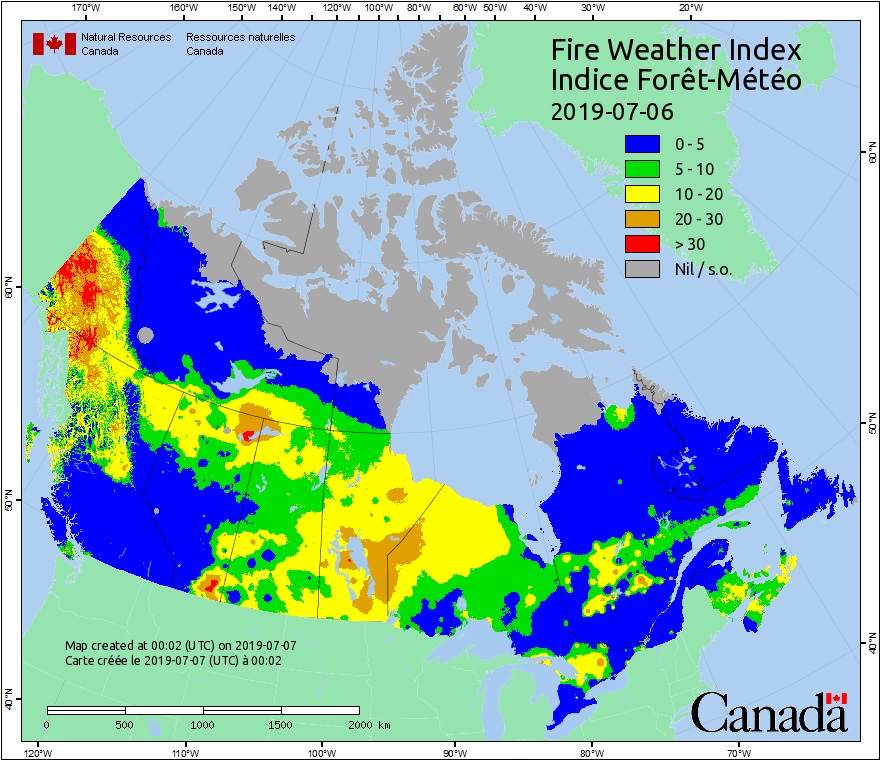 170°W 160°W 150°W 140°W 120°W 100°W 80°W 60°W 50°W 40°W 30°W 20°W
Natural Resources Ressources naturelles
Canada Canada
Fire Weather Index
Indice Forêt-Météo
2019-07-06
0 - 5
5 - 10
10 - 20
20 - 30
> 30
Nil / s.o.
60°N 60°N
50°N 50°N
40°N 40°N
Map created at 00:02 (UTC) on 2019-07-07
Carte créée le 2019-07-07 (UTC) à 00:02
0 500 1000 1500 2000 km
Canada
120°W 110°W 100°W 90°W 80°W 70°W